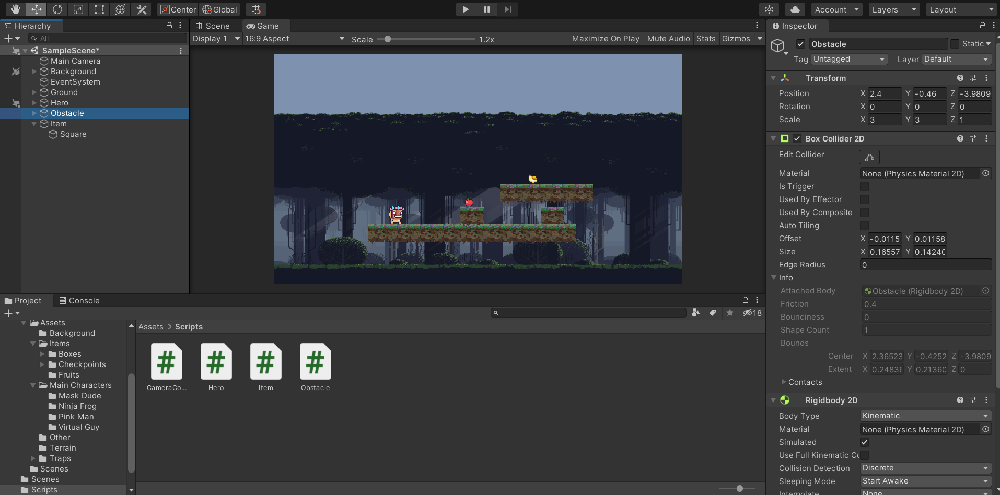 Center Global Account Layers Layout
Hierarchy
All
SampleScene*
Main Camera
Background
EventSystem
Ground
Hero
Obstacle
Item
Square
Scene Game
Display 1 16:9 Aspect Scale 1.2x Maximize On Play Mute Audio Stats Gizmos
Inspector
Obstacle Static
Tag Untagged Layer Default
Transform
Position X 2.4 Y -0.46 Z -3.9809
Rotation X 0 Y 0 Z 0
Scale X 3 Y 3 Z 1
Box Collider 2D
Edit Collider
Material None (Physics Material 2D)
Is Trigger
Used By Effector
Used By Composite
Auto Tiling
Offset X -0.0115 Y 0.01158
Size X 0.16557 Y 0.14240
Edge Radius 0
Info
Attached Body Obstacle (Rigidbody 2D)
Friction 0.4
Bounciness 0
Shape Count 1
Bounds
Center X 2.36523 Y -0.4252 Z -3.9809
Extent X 0.24836 Y 0.21360 Z 0
Contacts
Rigidbody 2D
Body Type Kinematic
Material None (Physics Material 2D)
Simulated
Use Full Kinematic Co
Collision Detection Discrete
Sleeping Mode Start Awake
Interpolate None
Project Console
18
Assets
Background
Items
Boxes
Checkpoints
Fruits
Main Characters
Mask Dude
Ninja Frog
Pink Man
Virtual Guy
Other
Terrain
Traps
Scenes
Scenes
Scripts
Assets > Scripts
# # # #
CameraCo... Hero Item Obstacle